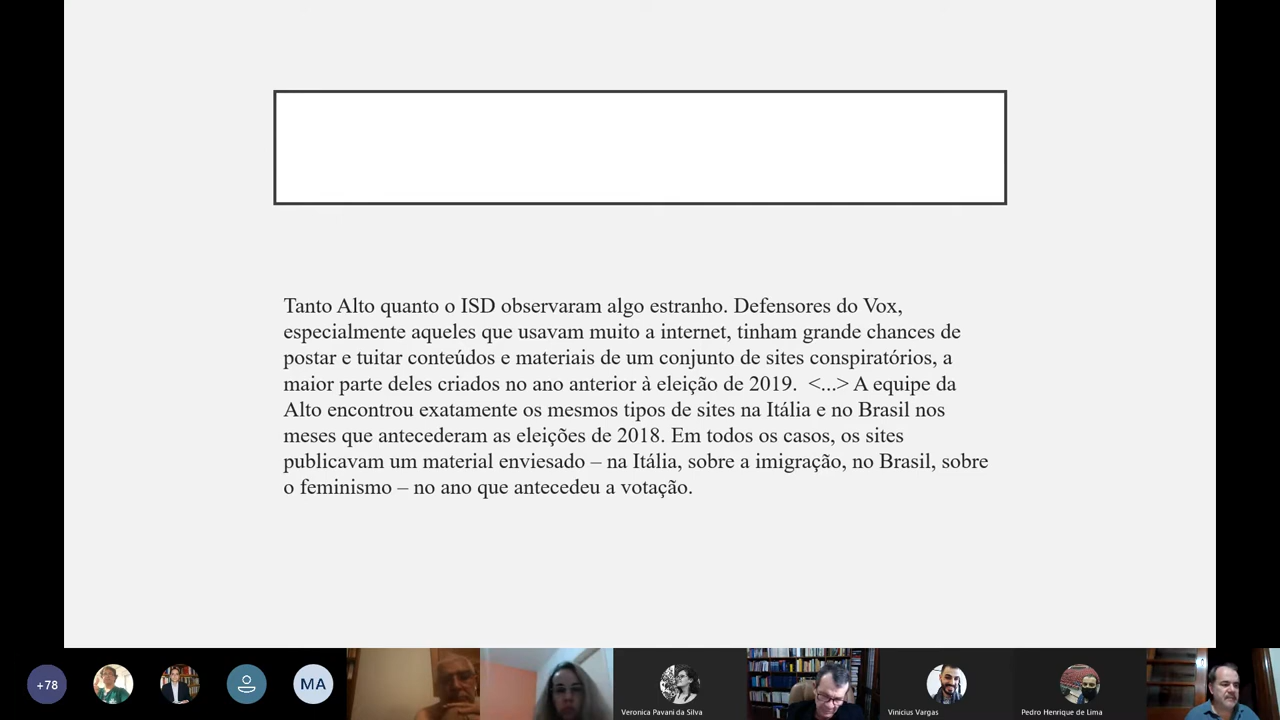 Tanto Alto quanto o ISD observaram algo estranho. Defensores do Vox,
especialmente aqueles que usavam muito a internet, tinham grande chances de
postar e tuitar conteúdos e materiais de um conjunto de sites conspiratórios, a
maior parte deles criados no ano anterior à eleição de 2019.  <...> A equipe da
Alto encontrou exatamente os mesmos tipos de sites na Itália e no Brasil nos
meses que antecederam as eleições de 2018. Em todos os casos, os sites
publicavam um material enviesado – na Itália, sobre a imigração, no Brasil, sobre
o feminismo – no ano que antecedeu a votação.
+78
MA
Veronica Pavani da Silva
Vinicius Vargas
Pedro Henrique de Lima